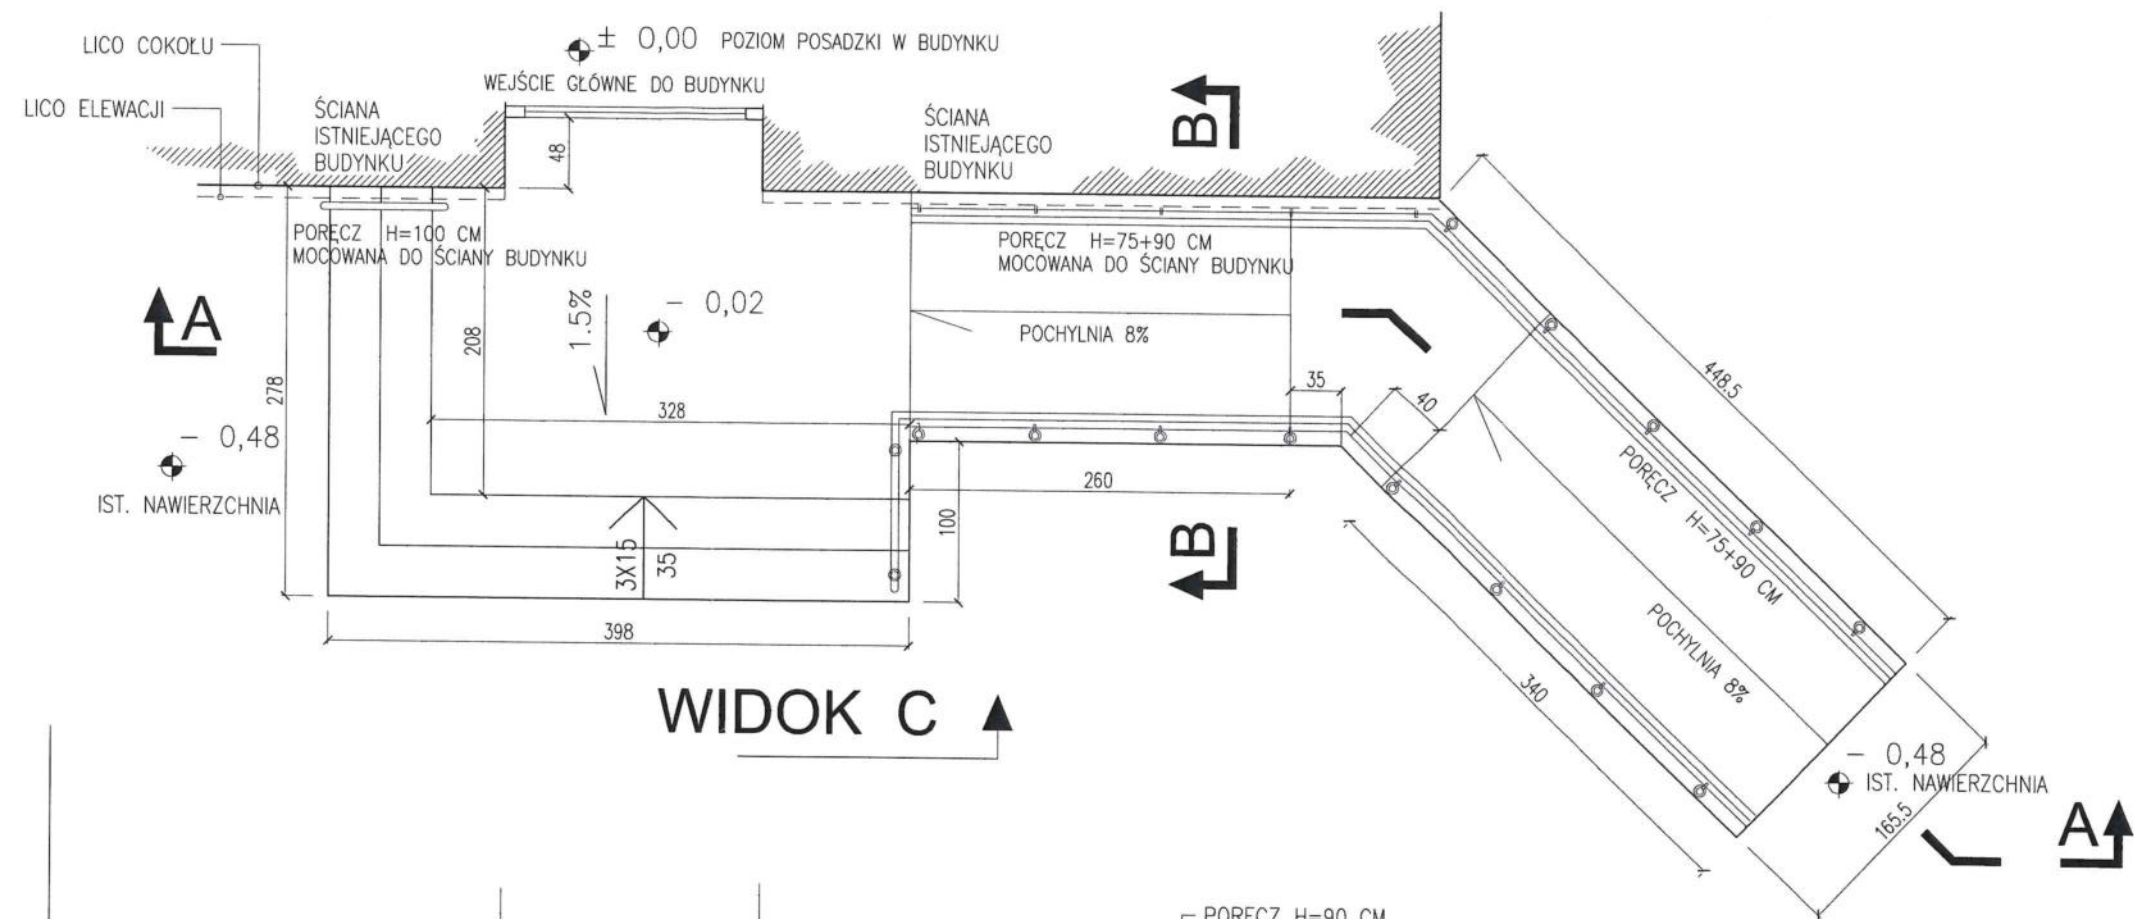 LICO COKOŁU
± 0,00 POZIOM POSADZKI W BUDYNKU
WEJŚCIE GŁÓWNE DO BUDYNKU
LICO ELEWACJI
ŚCIANA
ISTNIEJĄCEGO
BUDYNKU
48
ŚCIANA
ISTNIEJĄCEGO
BUDYNKU
B
PORĘCZ H=100 CM
MOCOWANA DO ŚCIANY BUDYNKU
PORĘCZ H=75+90 CM
MOCOWANA DO ŚCIANY BUDYNKU
A
1.5%
- 0,02
208
POCHYLNIA 8%
278
328
35
40
448.5
- 0,48
IST. NAWIERZCHNIA
260
100
3X15
35
B
PORĘCZ H=75+90 CM
POCHYLNIA 8%
398
340
WIDOK C
- 0,48
IST. NAWIERZCHNIA
165.5
A
PORĘCZ H=90 CM